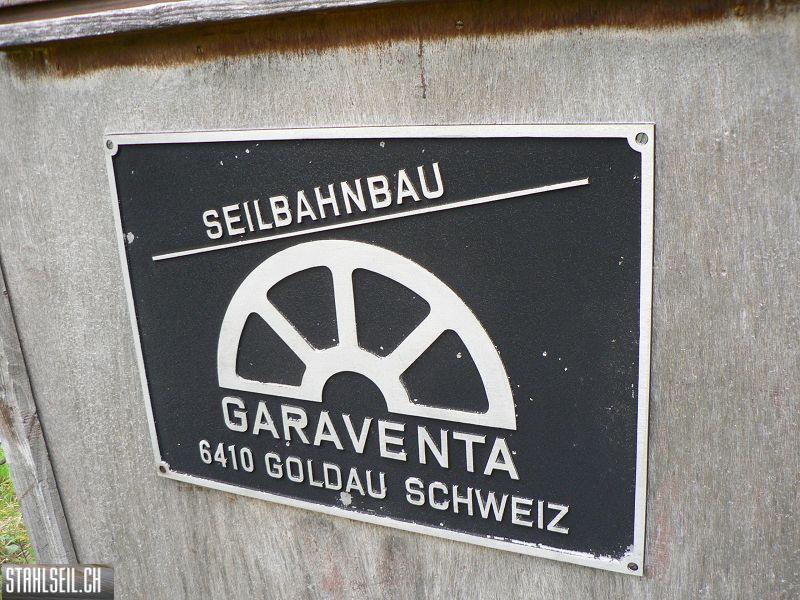 SEILBAHNBAU
GARAVENTA
6410 GOLDAU SCHWEIZ
STAHLSEIL.CH